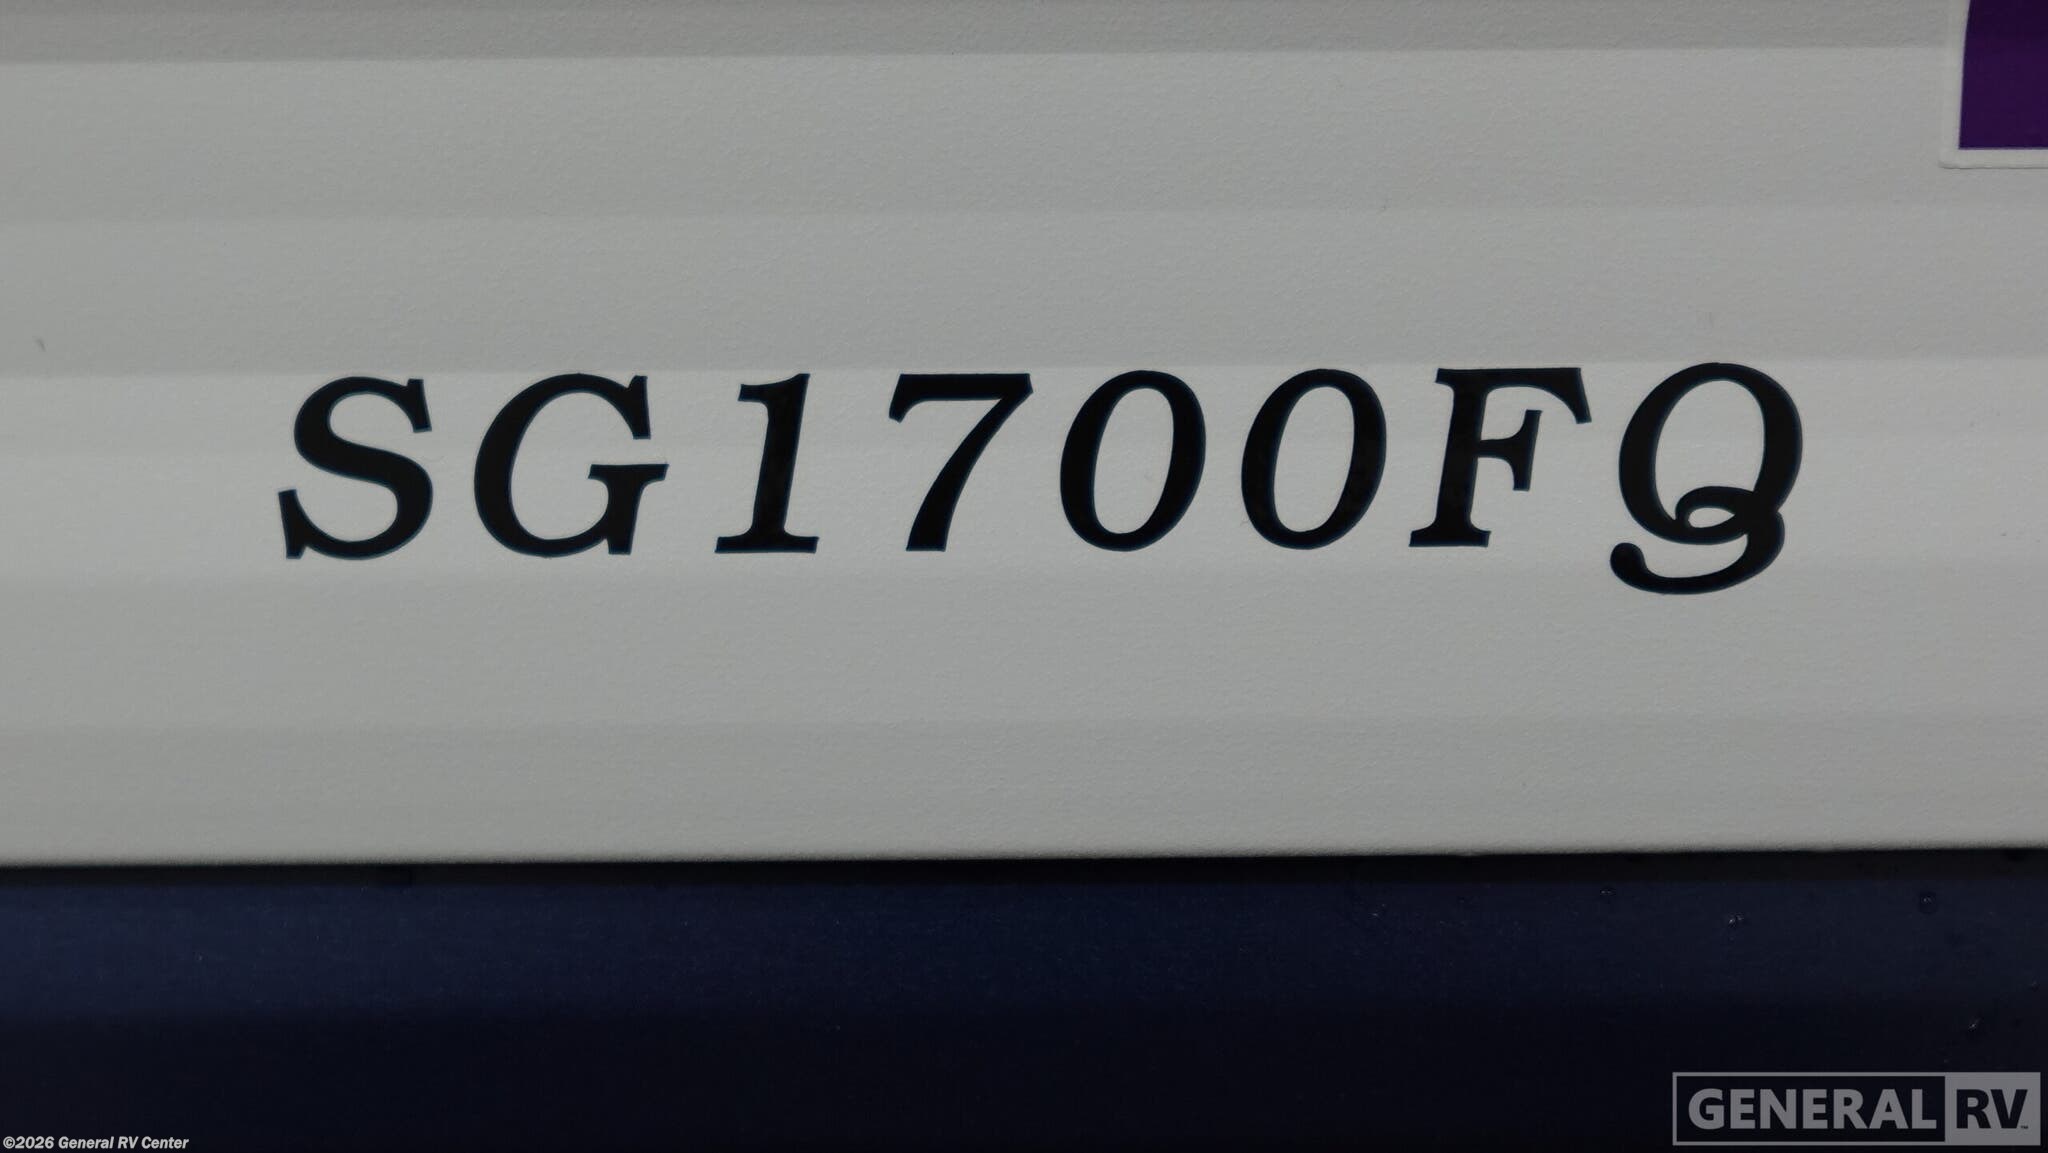 SG1700FQ
GENERAL RV
©2026 General RV Center